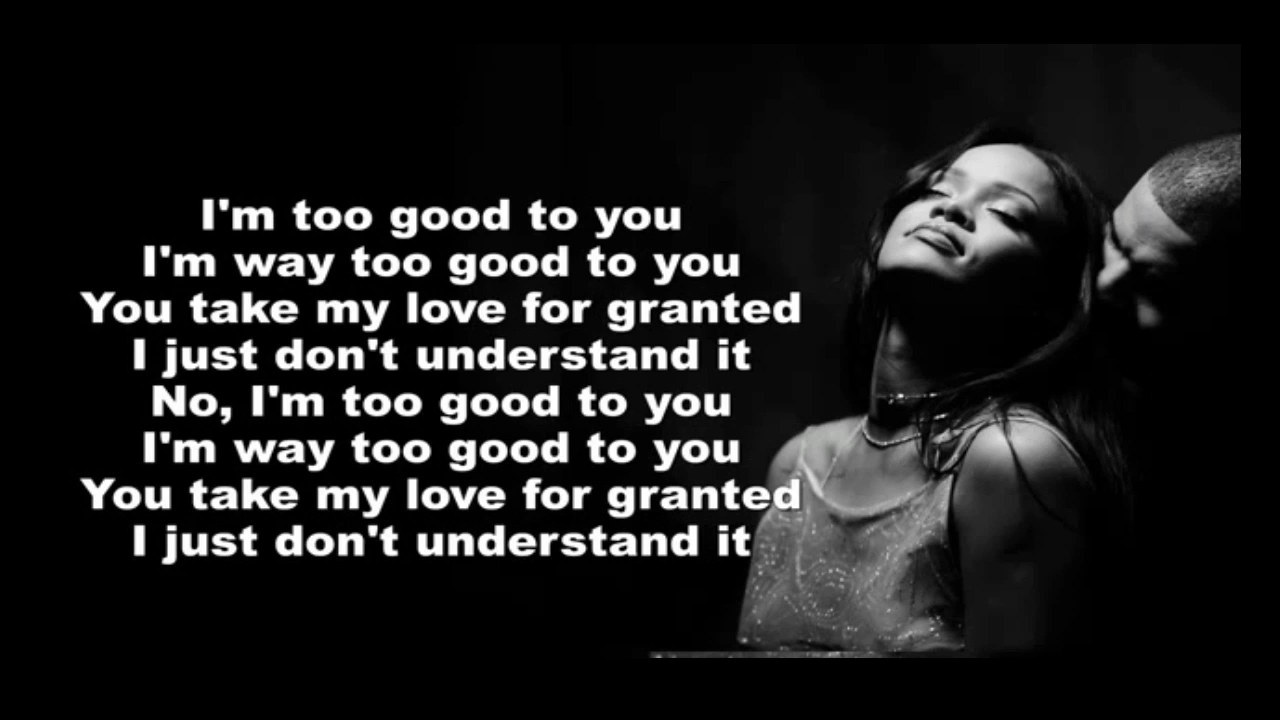 I'm too good to you
I'm way too good to you
You take my love for granted
I just don't understand it
No, I'm too good to you
I'm way too good to you
You take my love for granted
I just don't understand it